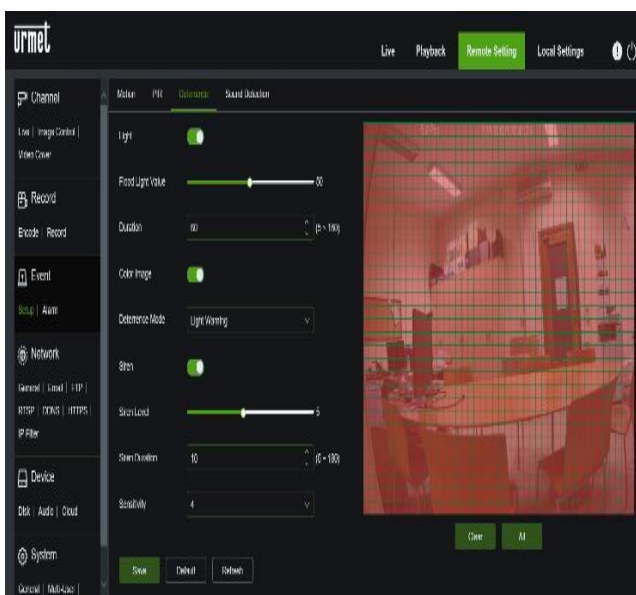 urmet
Live Playback Remote Setting Local Settings
Channel
Live | Image Control |
Video Cover
Record
Encode | Record
Event
Setup | Alarm
Network
General | Email | FTP |
RTSP | DDNS | HTTPS |
IP Filter
Device
Disk | Audio | Cloud
System
General | Multi-User |
Motion PIR Deterrence Sound Detection
Light
Flood Light Value
Duration 60 (5 ~ 180)
Color Image
Deterrence Mode Light Warning
Siren
Siren Level 5
Siren Duration 10 (0 ~ 180)
Sensitivity 4
Save Default Refresh
Clear All